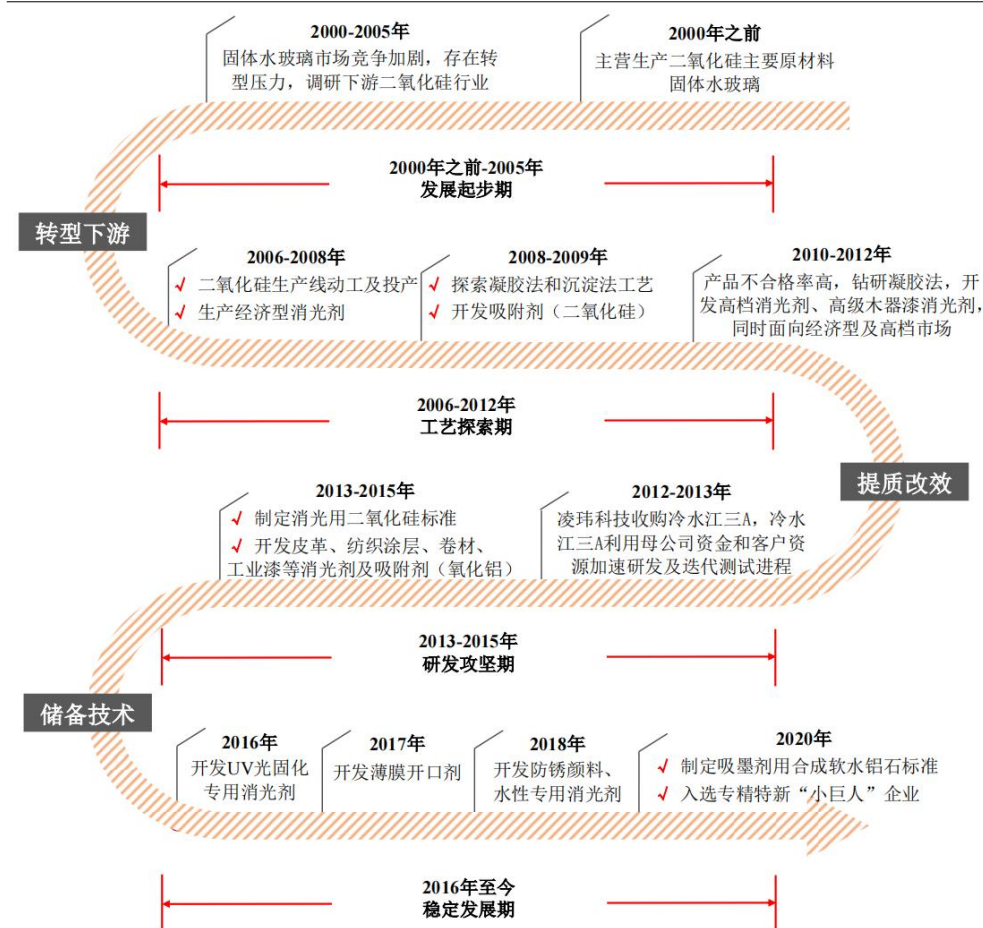 2000-2005年
固体水玻璃市场竞争加剧，存在转
型压力，调研下游二氧化硅行业
2000年之前
主营生产二氧化硅主要原材料
固体水玻璃
2000年之前-2005年
发展起步期
转型下游
2006-2008年
√ 二氧化硅生产线动工及投产
√ 生产经济型消光剂
2008-2009年
√ 探索凝胶法和沉淀法工艺
√ 开发吸附剂（二氧化硅）
2010-2012年
产品不合格率高，钻研凝胶法，开
发高档消光剂、高级木器漆消光剂，
同时面向经济型及高档市场
2006-2012年
工艺探索期
提质改效
2013-2015年
√ 制定消光用二氧化硅标准
√ 开发皮革、纺织涂层、卷材、
工业漆等消光剂及吸附剂（氧化铝）
2012-2013年
凌玮科技收购冷水江三A，冷水
江三A利用母公司资金和客户资
源加速研发及迭代测试进程
2013-2015年
研发攻坚期
储备技术
2016年
开发UV光固化
专用消光剂
2017年
开发薄膜开口剂
2018年
开发防锈颜料、
水性专用消光剂
2020年
√ 制定吸墨剂用合成软水铝石标准
√ 入选专精特新“小巨人”企业
2016年至今
稳定发展期